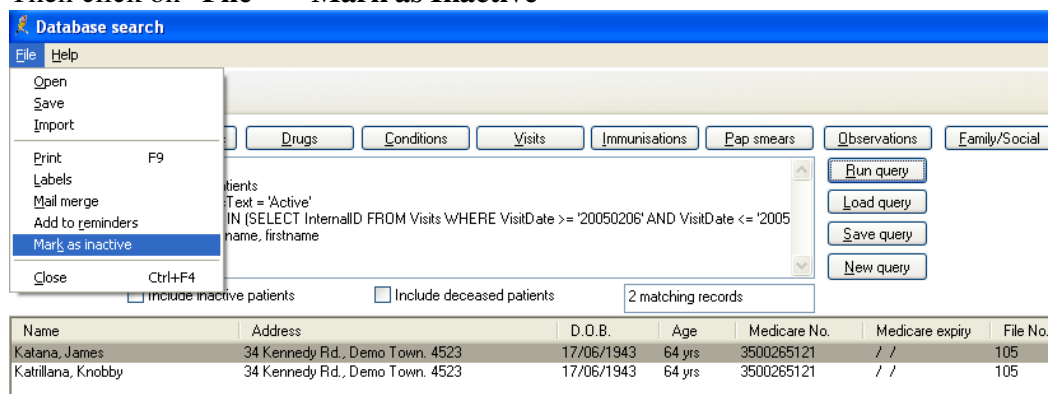 Then click on "File" – "Mark as Inactive"
Database search
File Help
Open
Save
Import
Print F9
Labels
Mail merge
Add to reminders
Mark as inactive
Close Ctrl+F4
Drugs Conditions Visits Immunisations Pap smears Observations Family/Social
Run query
Load query
Save query
New query
Text = 'Active'
IN (SELECT InternalID FROM Visits WHERE VisitDate >= '20050206' AND VisitDate <= '2005
name, firstname
Include inactive patients Include deceased patients 2 matching records
Name Address D.O.B. Age Medicare No. Medicare expiry File No.
Katana, James 34 Kennedy Rd., Demo Town. 4523 17/06/1943 64 yrs 3500265121 / / 105
Katrillana, Knobby 34 Kennedy Rd., Demo Town. 4523 17/06/1943 64 yrs 3500265121 / / 105